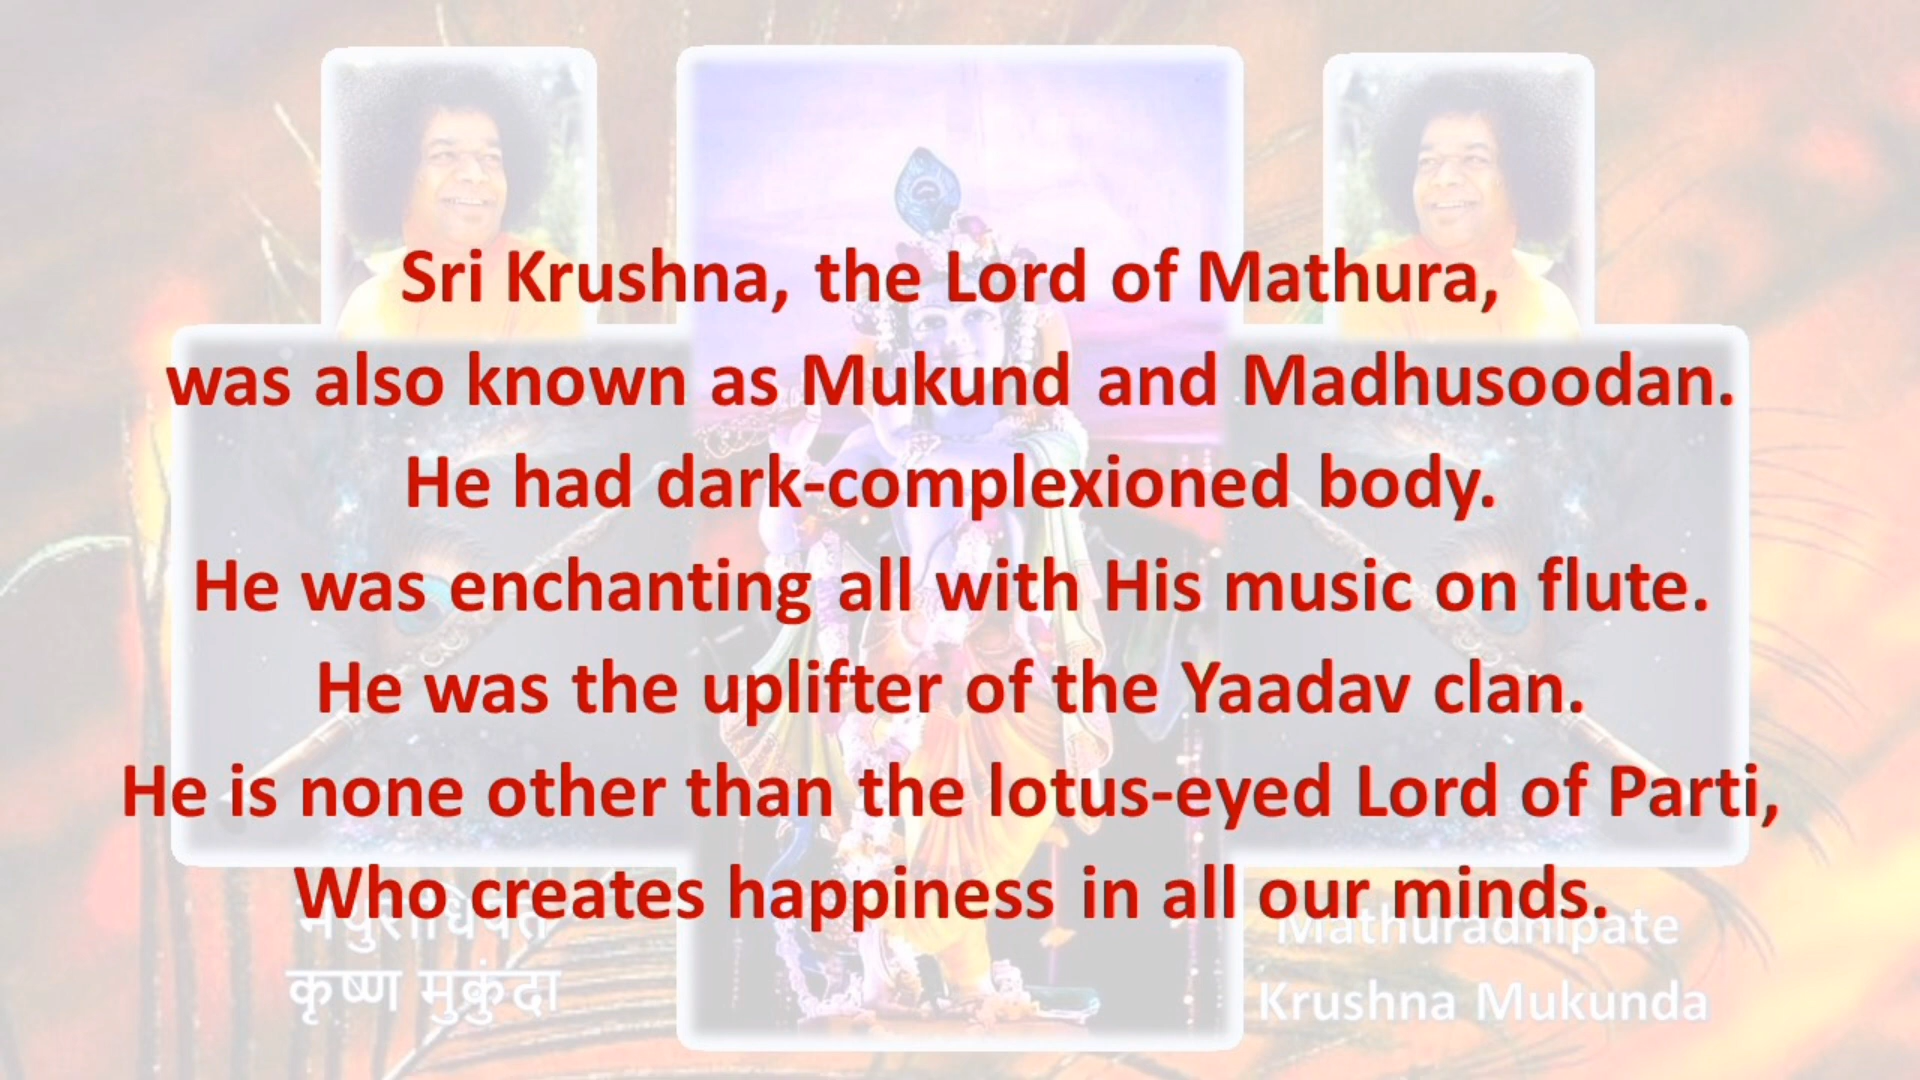 Sri Krushna, the Lord of Mathura,
was also known as Mukund and Madhusoodan.
He had dark-complexioned body.
He was enchanting all with His music on flute.
He was the uplifter of the Yaadav clan.
He is none other than the lotus-eyed Lord of Parti,
Who creates happiness in all our minds.
मथुराधिपते
कृष्ण मुकुंदा
Mathuradhipate
Krushna Mukunda